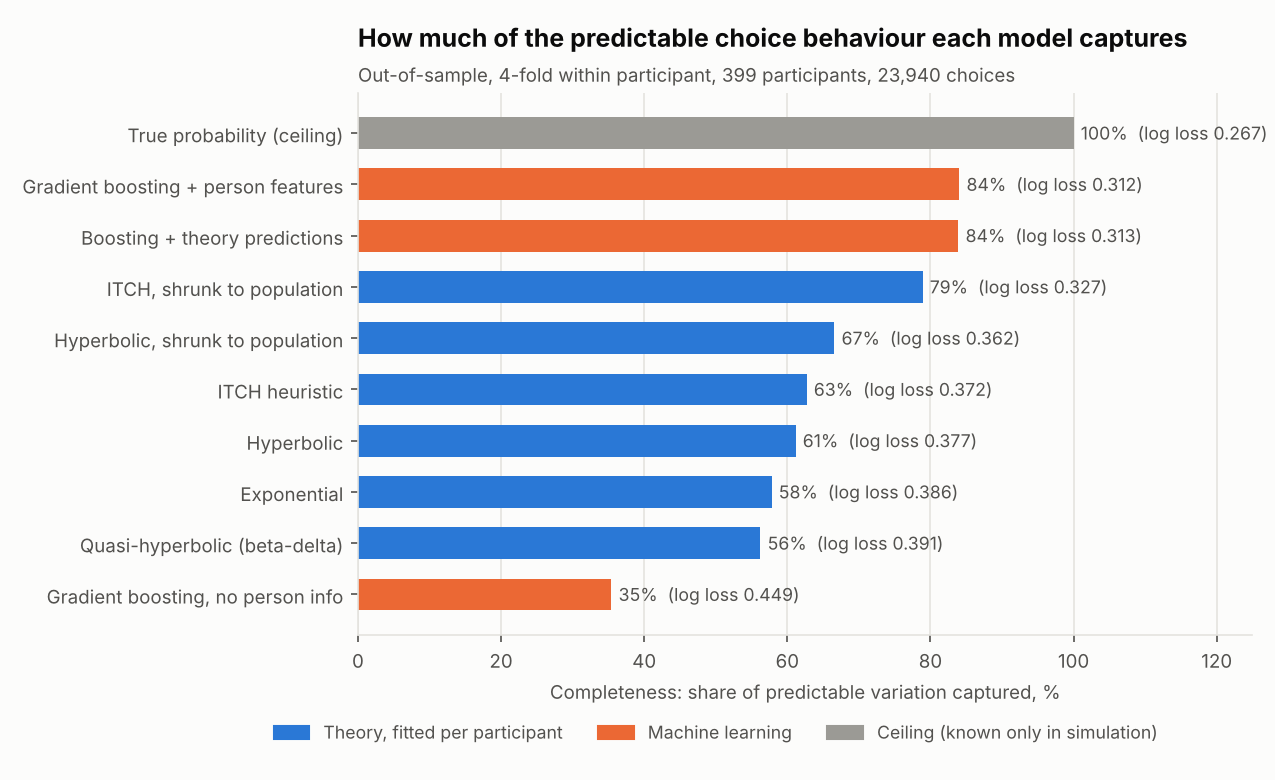 How much of the predictable choice behaviour each model captures
Out-of-sample, 4-fold within participant, 399 participants, 23,940 choices
True probability (ceiling) 100% (log loss 0.267)
Gradient boosting + person features 84% (log loss 0.312)
Boosting + theory predictions 84% (log loss 0.313)
ITCH, shrunk to population 79% (log loss 0.327)
Hyperbolic, shrunk to population 67% (log loss 0.362)
ITCH heuristic 63% (log loss 0.372)
Hyperbolic 61% (log loss 0.377)
Exponential 58% (log loss 0.386)
Quasi-hyperbolic (beta-delta) 56% (log loss 0.391)
Gradient boosting, no person info 35% (log loss 0.449)
0 20 40 60 80 100 120
Completeness: share of predictable variation captured, %
Theory, fitted per participant Machine learning Ceiling (known only in simulation)